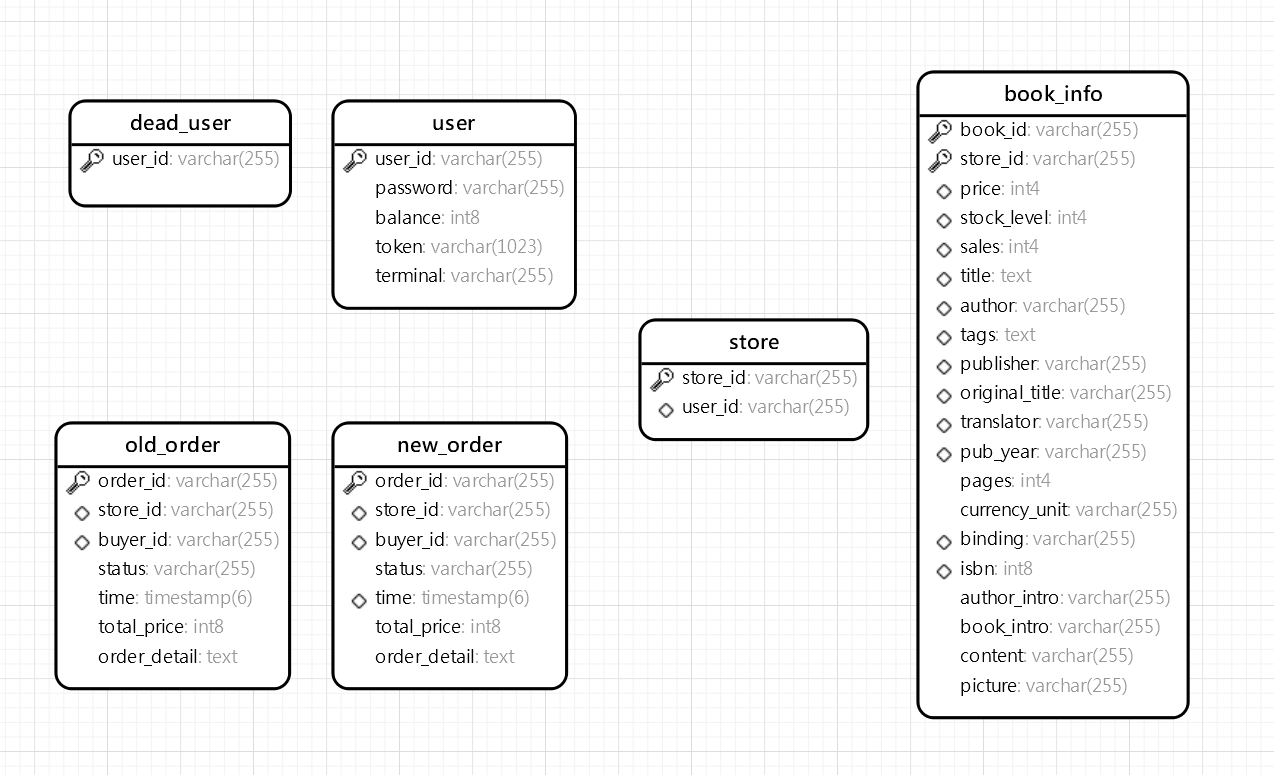 dead_user
user_id: varchar(255)
user
user_id: varchar(255)
password: varchar(255)
balance: int8
token: varchar(1023)
terminal: varchar(255)
old_order
order_id: varchar(255)
store_id: varchar(255)
buyer_id: varchar(255)
status: varchar(255)
time: timestamp(6)
total_price: int8
order_detail: text
new_order
order_id: varchar(255)
store_id: varchar(255)
buyer_id: varchar(255)
status: varchar(255)
time: timestamp(6)
total_price: int8
order_detail: text
store
store_id: varchar(255)
user_id: varchar(255)
book_info
book_id: varchar(255)
store_id: varchar(255)
price: int4
stock_level: int4
sales: int4
title: text
author: varchar(255)
tags: text
publisher: varchar(255)
original_title: varchar(255)
translator: varchar(255)
pub_year: varchar(255)
pages: int4
currency_unit: varchar(255)
binding: varchar(255)
isbn: int8
author_intro: varchar(255)
book_intro: varchar(255)
content: varchar(255)
picture: varchar(255)